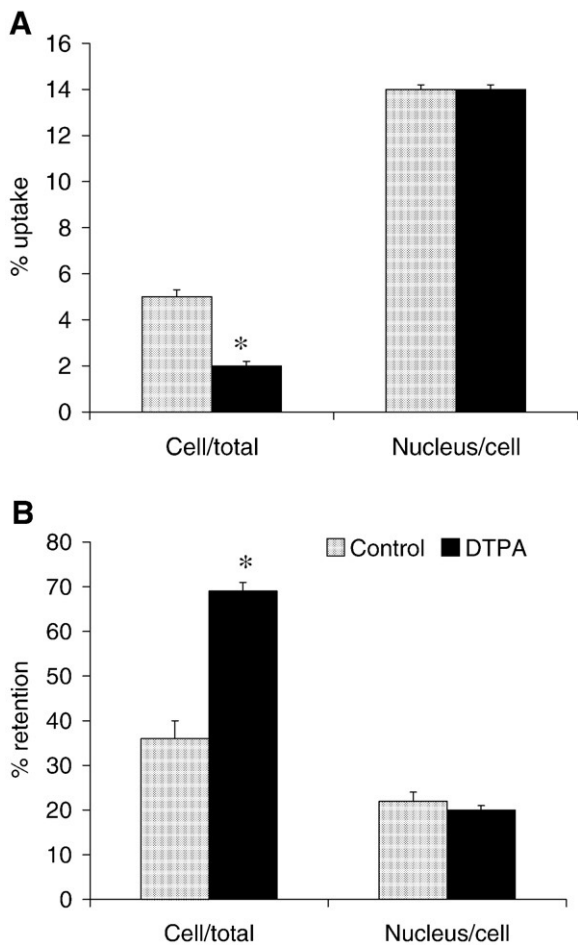 A
16
14
12
10
8
6
4
2
0
% uptake
*
Cell/total Nucleus/cell
B
80
70
60
50
40
30
20
10
0
% retention
Control DTPA
*
Cell/total Nucleus/cell